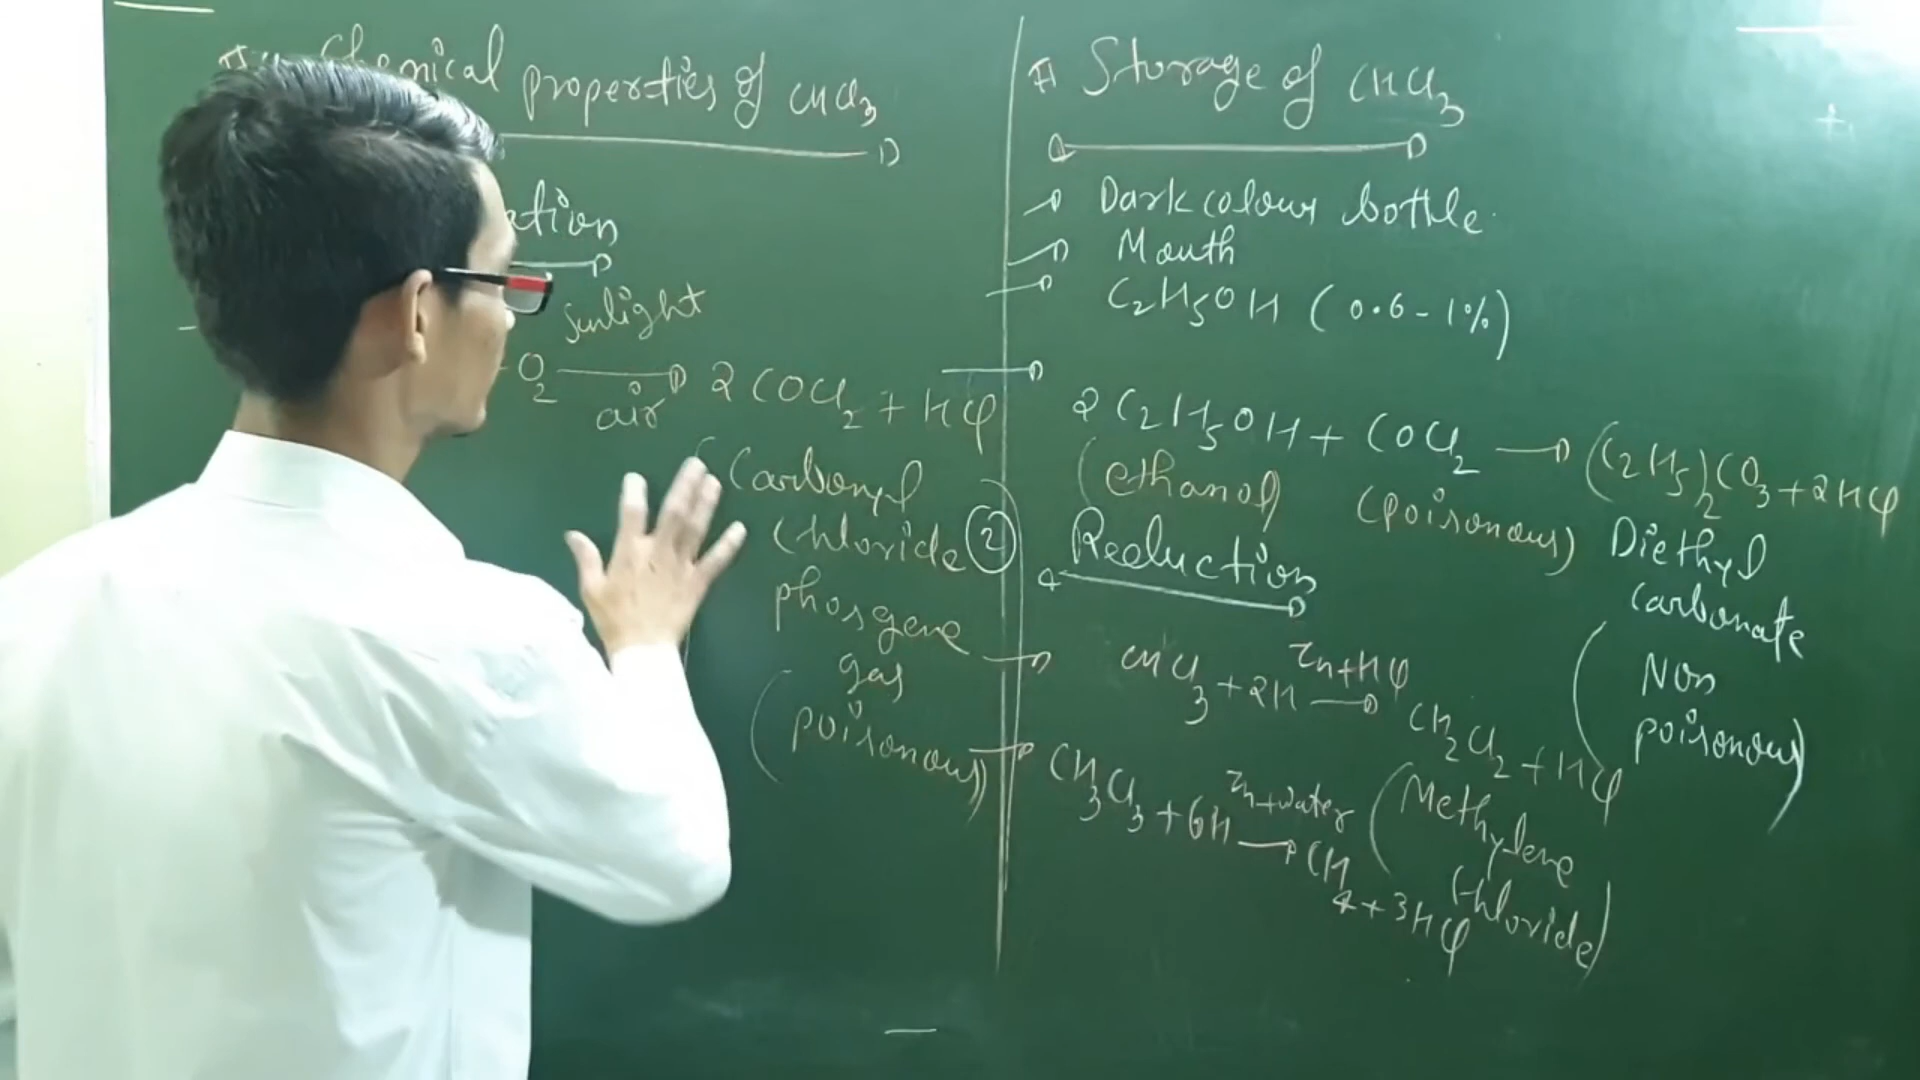 Chemical properties of CHCl3
ation
sunlight
O2 → 2COCl2 + HCl
air
(Carbonyl
chloride
phosgene
gas
(poisonous)
Storage of CHCl3
Dark colour bottle
Mouth
C2H5OH (0.6-1%)
2C2H5OH + COCl2 → (C2H5)2CO3 + 2HCl
(ethanol (poisonous) Diethyl
carbonate
(Non
poisonous)
② Reduction
Zn+HCl
CHCl3 + 2H → CH2Cl2 + HCl
(Methylene
chloride)
Zn+water
CH3Cl3 + 6H → CH4 + 3HCl